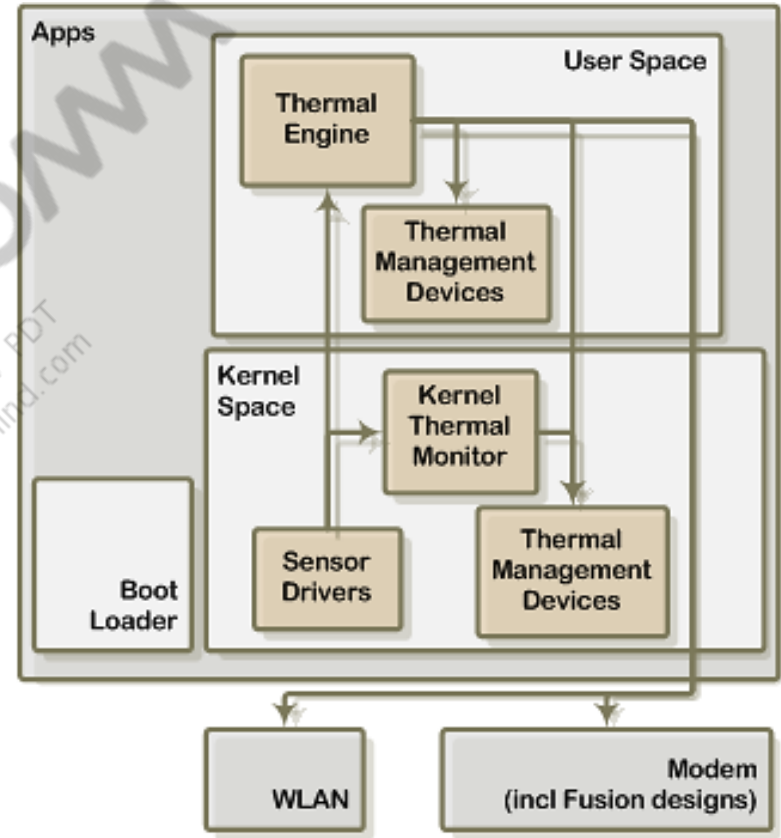 Apps
User Space
Thermal
Engine
Thermal
Management
Devices
Kernel
Space
Kernel
Thermal
Monitor
Sensor
Drivers
Thermal
Management
Devices
Boot
Loader
WLAN
Modem
(incl Fusion designs)
PDT